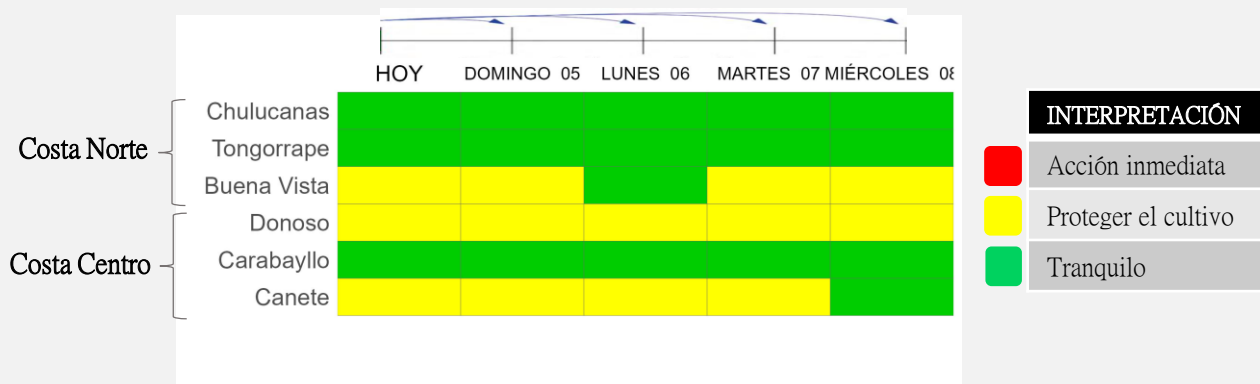 HOY DOMINGO 05 LUNES 06 MARTES 07 MIÉRCOLES 08
Costa Norte
Chulucanas
Tongorrape
Buena Vista
Costa Centro
Donoso
Carabayllo
Canete
INTERPRETACIÓN
Acción inmediata
Proteger el cultivo
Tranquilo